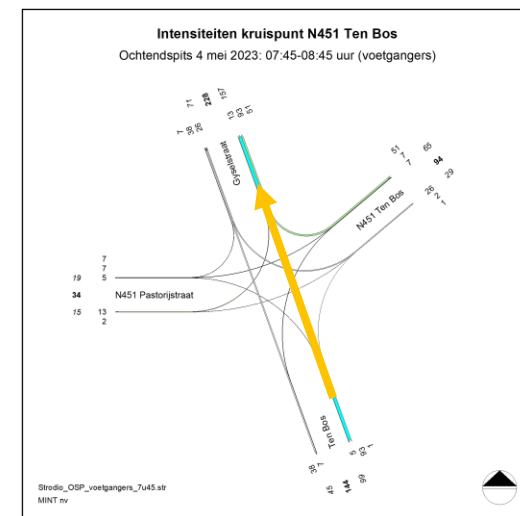 Intensiteiten kruispunt N451 Ten Bos
Ochtendspits 4 mei 2023: 07:45-08:45 uur (voetgangers)
71 228 157
7 38 26
13 93 51
Gyselstraat
51 7 7
65 94 29
26 2 1
N451 Ten Bos
7
7
19 5
34 N451 Pastorijstraat
15 13
2
Ten Bos
38 7
5 93 1
45 144 99
Strodio_OSP_voetgangers_7u45.str
MINT nv